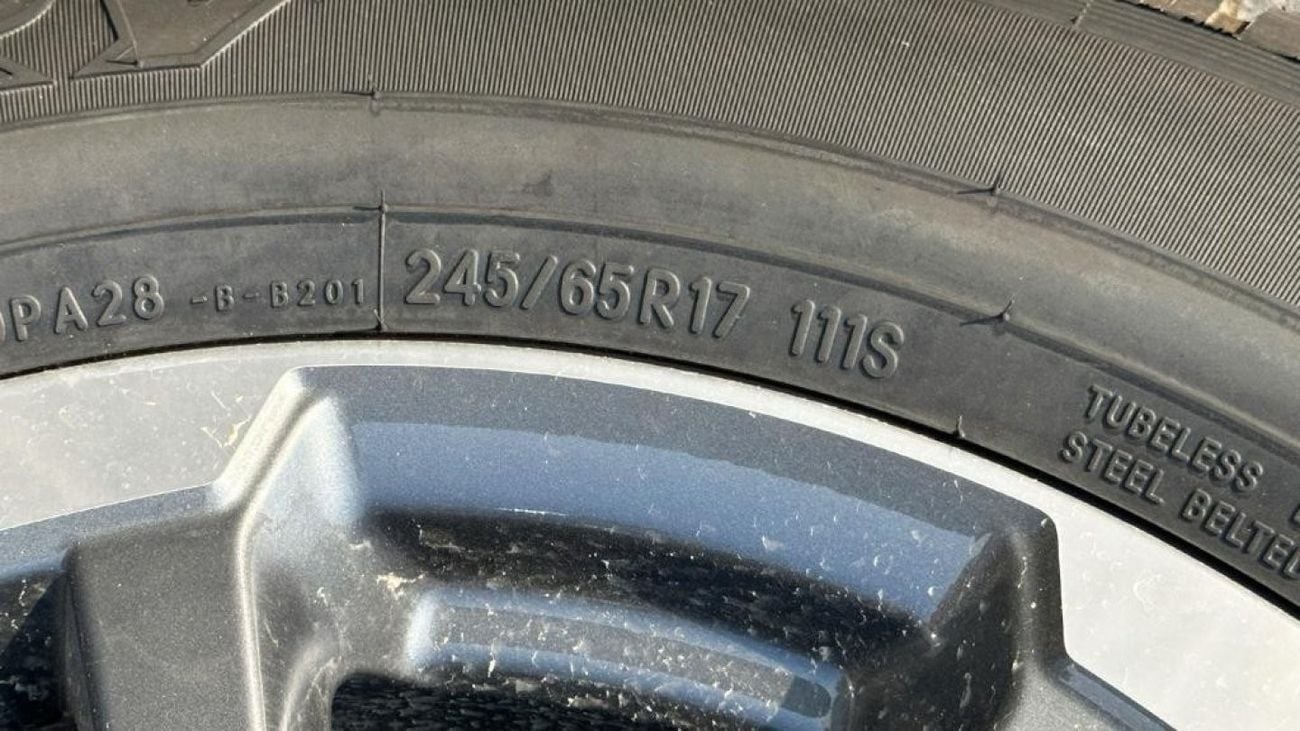 PA28 -B-B201
245/65R17 111S
TUBELESS
STEEL BELTED